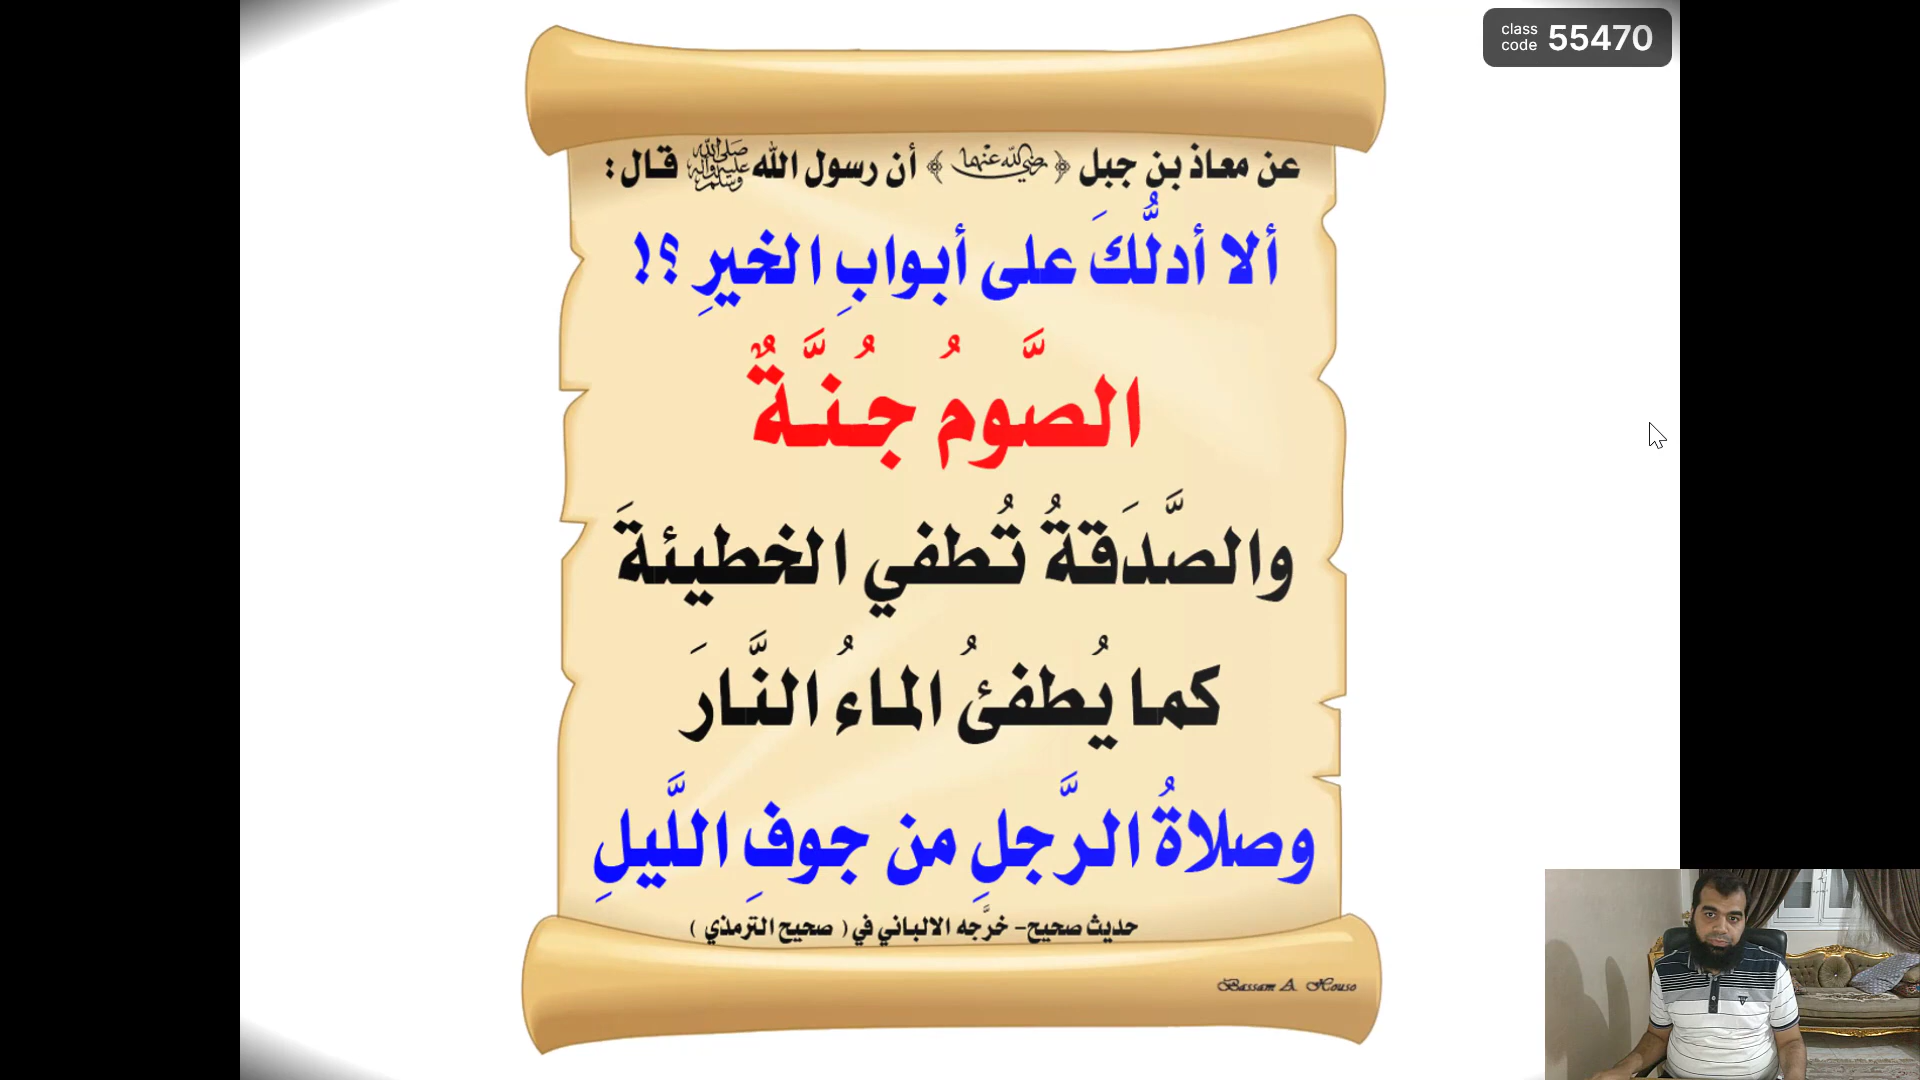 class code 55470
عن معاذ بن جبل ﴿ رضي الله عنهما ﴾ أن رسول الله ﷺ قال :
ألا أدلُّكَ على أبوابِ الخيرِ ؟!
الصَّومُ جُنَّةٌ
والصَّدَقةُ تُطفي الخطيئةَ
كما يُطفئُ الماءُ النَّارَ
وصلاةُ الرَّجلِ من جوفِ اللَّيلِ
حديث صحيح – خرَّجه الالباني في ( صحيح الترمذي )
Bassam A. Houso